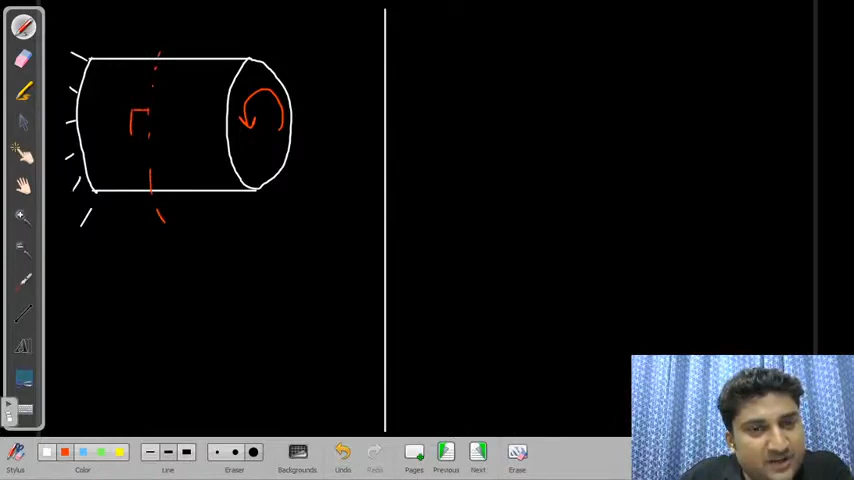 Stylus
Color
Line
Eraser
Backgrounds
Undo
Redo
Pages
Previous
Next
Erase